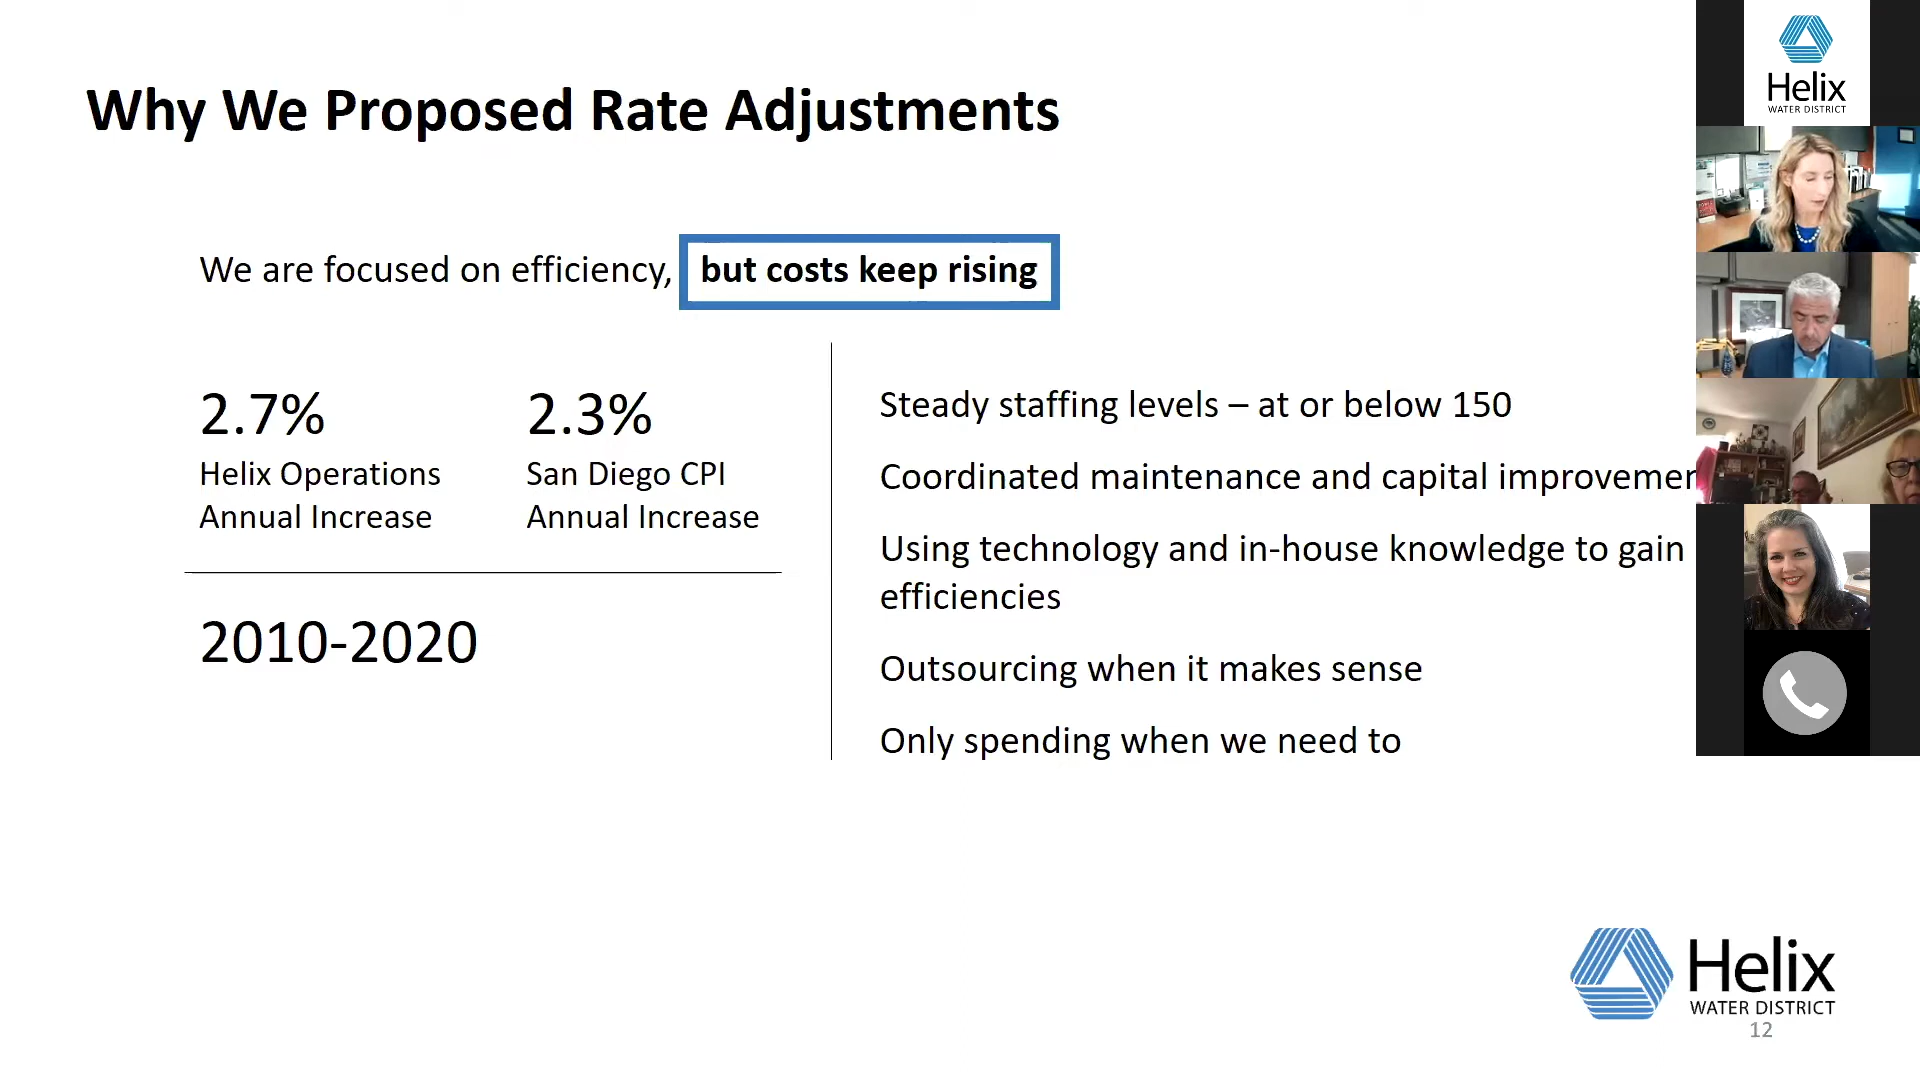 Why We Proposed Rate Adjustments
We are focused on efficiency, but costs keep rising
2.7%
Helix Operations
Annual Increase
2.3%
San Diego CPI
Annual Increase
2010-2020
Steady staffing levels – at or below 150
Coordinated maintenance and capital improvemen
Using technology and in-house knowledge to gain
efficiencies
Outsourcing when it makes sense
Only spending when we need to
Helix
WATER DISTRICT
Helix
WATER DISTRICT
12